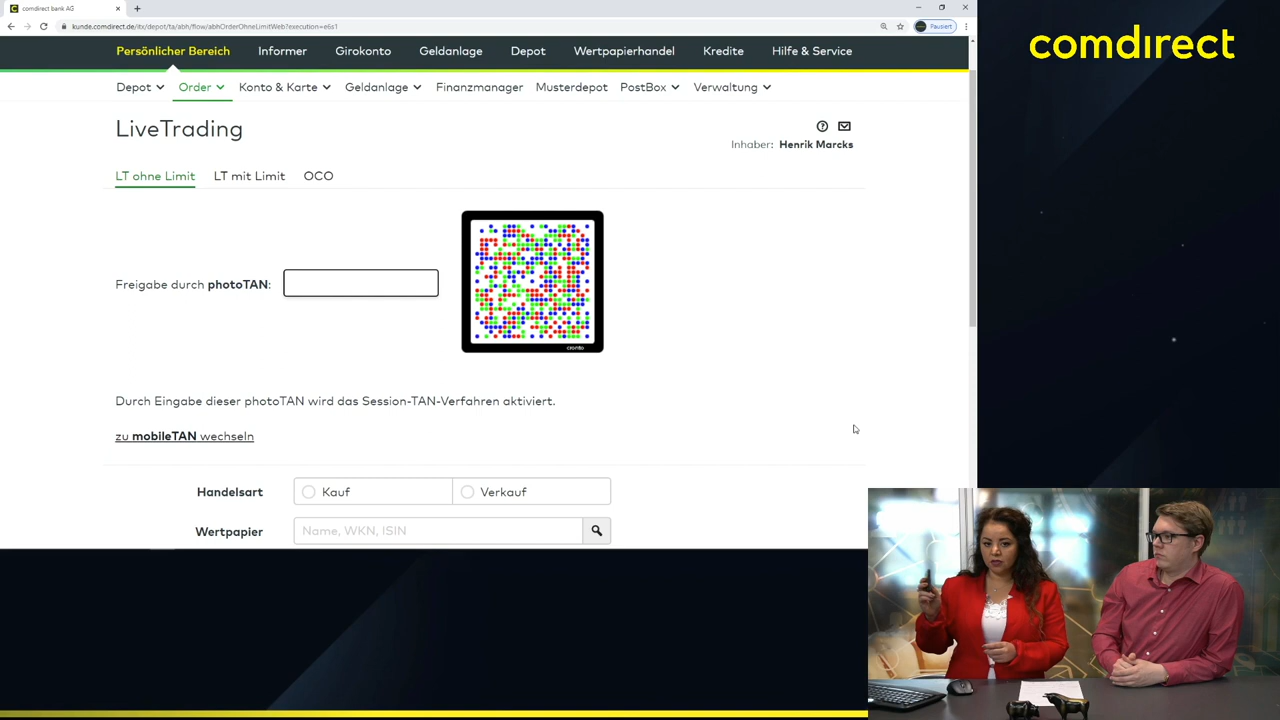 comdirect bank AG
kunde.comdirect.de/itx/depot/ta/abh/flow/abhOrderOhneLimitWeb?execution=e6s1
Pausiert
comdirect
Persönlicher Bereich Informer Girokonto Geldanlage Depot Wertpapierhandel Kredite Hilfe & Service
Depot Order Konto & Karte Geldanlage Finanzmanager Musterdepot PostBox Verwaltung
LiveTrading
Inhaber: Henrik Marcks
LT ohne Limit LT mit Limit OCO
Freigabe durch photoTAN:
cronto
Durch Eingabe dieser photoTAN wird das Session-TAN-Verfahren aktiviert.
zu mobileTAN wechseln
Handelsart Kauf Verkauf
Wertpapier Name, WKN, ISIN